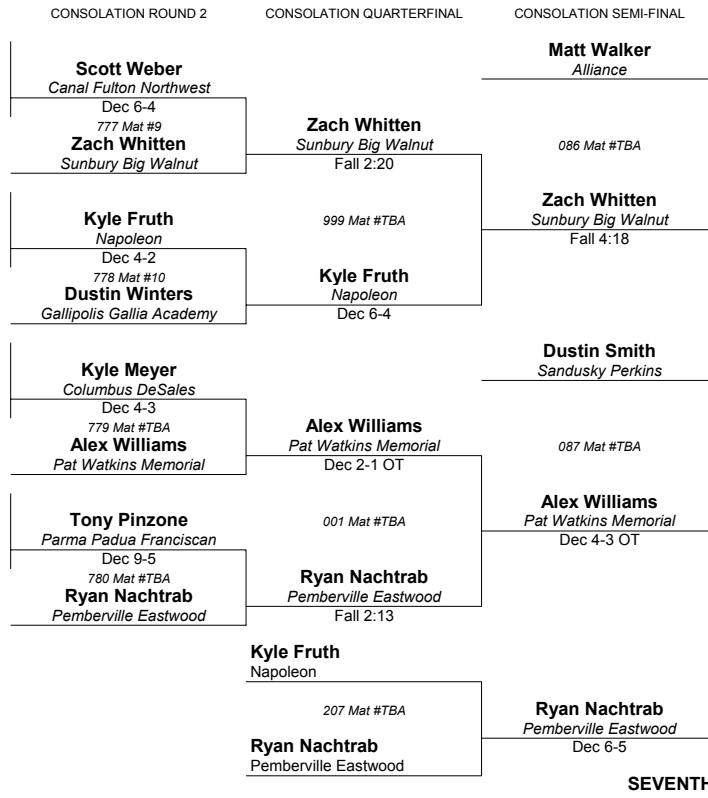 CONSOLATION ROUND 2
CONSOLATION QUARTERFINAL
CONSOLATION SEMI-FINAL
Scott Weber
Canal Fulton Northwest
Dec 6-4
777 Mat #9
Zach Whitten
Sunbury Big Walnut
Kyle Fruth
Napoleon
Dec 4-2
778 Mat #10
Dustin Winters
Gallipolis Gallia Academy
Kyle Meyer
Columbus DeSales
Dec 4-3
779 Mat #TBA
Alex Williams
Pat Watkins Memorial
Tony Pinzone
Parma Padua Franciscan
Dec 9-5
780 Mat #TBA
Ryan Nachtrab
Pemberville Eastwood
Zach Whitten
Sunbury Big Walnut
Fall 2:20
999 Mat #TBA
Kyle Fruth
Napoleon
Dec 6-4
Alex Williams
Pat Watkins Memorial
Dec 2-1 OT
001 Mat #TBA
Ryan Nachtrab
Pemberville Eastwood
Fall 2:13
Matt Walker
Alliance
086 Mat #TBA
Zach Whitten
Sunbury Big Walnut
Fall 4:18
Dustin Smith
Sandusky Perkins
087 Mat #TBA
Alex Williams
Pat Watkins Memorial
Dec 4-3 OT
Kyle Fruth
Napoleon
207 Mat #TBA
Ryan Nachtrab
Pemberville Eastwood
Ryan Nachtrab
Pemberville Eastwood
Dec 6-5
SEVENTH